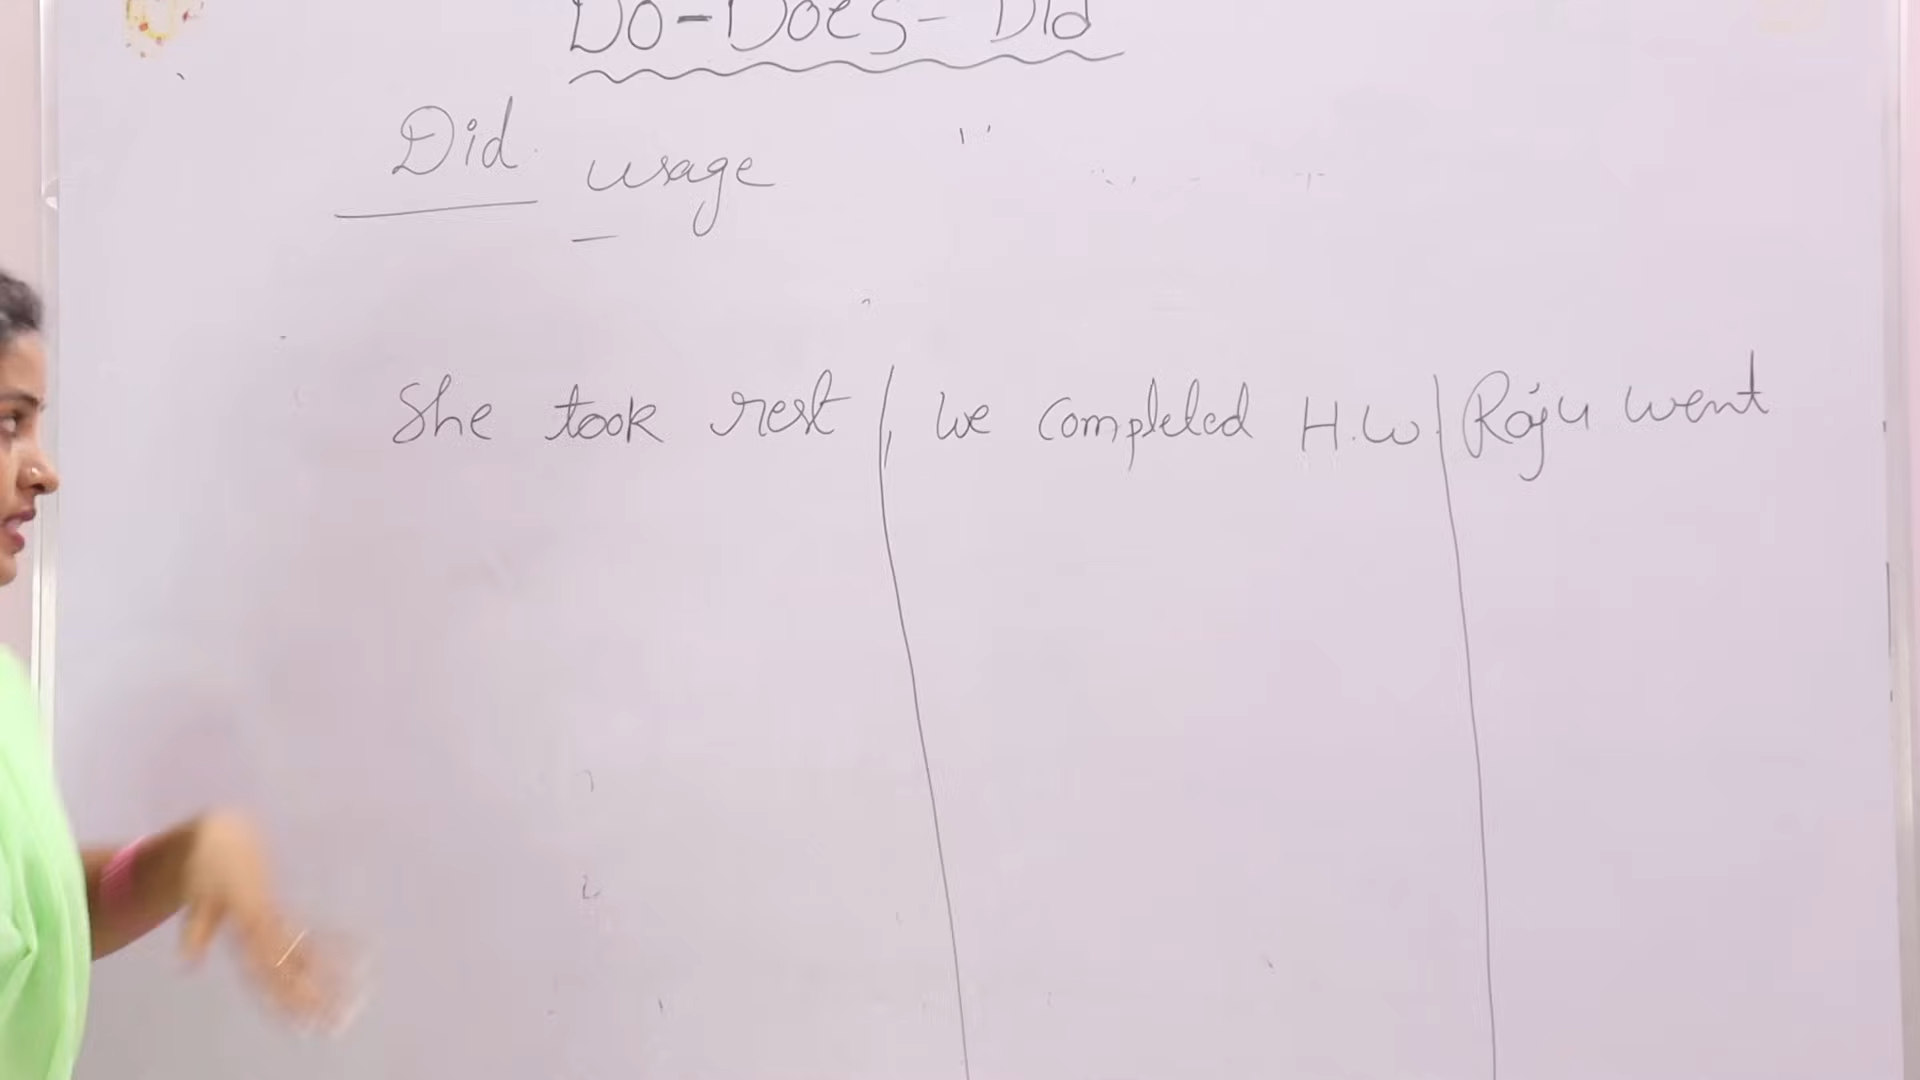 Do-Does-Did
Did usage
She took rest | we completed H.W | Raju went